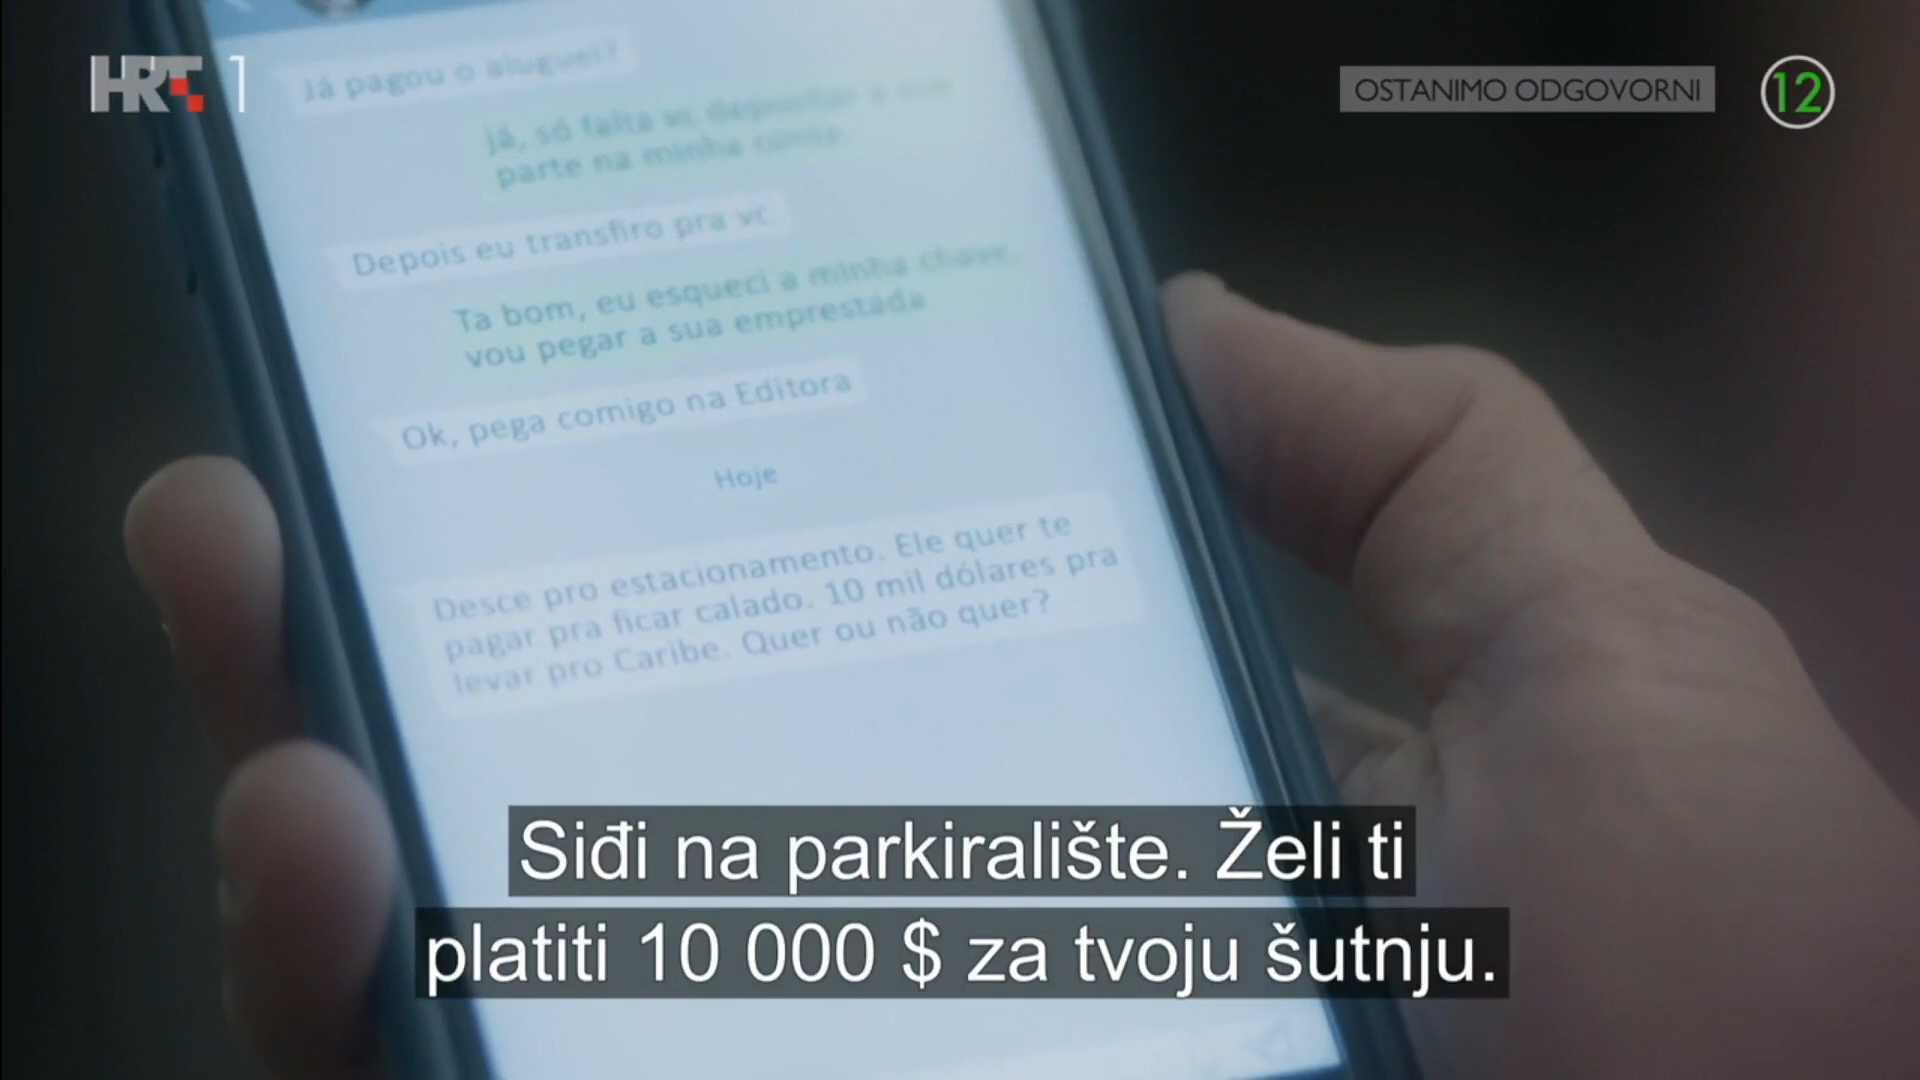 HRT 1
OSTANIMO ODGOVORNI
12
Já pagou o aluguel?
Já, só falta vc depositar a sua
parte na minha conta.
Depois eu transfiro pra vc
Ta bom, eu esqueci a minha chave,
vou pegar a sua emprestada
Ok, pega comigo na Editora
Hoje
Desce pro estacionamento. Ele quer te
pagar pra ficar calado. 10 mil dólares pra
levar pro Caribe. Quer ou não quer?
Siđi na parkiralište. Želi ti
platiti 10 000 $ za tvoju šutnju.